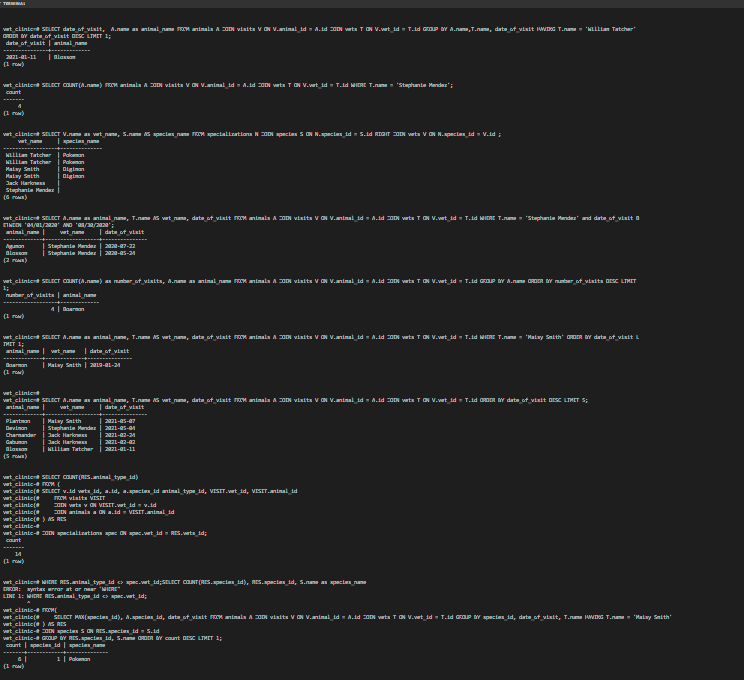 TERMINAL
vet_clinic=# SELECT date_of_visit,  A.name as animal_name FROM animals A JOIN visits V ON V.animal_id = A.id JOIN vets T ON V.vet_id = T.id GROUP BY A.name,T.name, date_of_visit HAVING T.name = 'William Tatcher'
ORDER BY date_of_visit DESC LIMIT 1;
date_of_visit | animal_name
---------------+-------------
2021-01-11    | Blossom
(1 row)
vet_clinic=# SELECT COUNT(A.name) FROM animals A JOIN visits V ON V.animal_id = A.id JOIN vets T ON V.vet_id = T.id WHERE T.name = 'Stephanie Mendez';
count
-------
4
(1 row)
vet_clinic=# SELECT V.name as vet_name, S.name AS species_name FROM specializations N JOIN species S ON N.species_id = S.id RIGHT JOIN vets V ON N.species_id = V.id ;
vet_name     | species_name
------------------+--------------
William Tatcher  | Pokemon
William Tatcher  | Pokemon
Maisy Smith      | Digimon
Maisy Smith      | Digimon
Jack Harkness    |
Stephanie Mendez |
(6 rows)
vet_clinic=# SELECT A.name as animal_name, T.name AS vet_name, date_of_visit FROM animals A JOIN visits V ON V.animal_id = A.id JOIN vets T ON V.vet_id = T.id WHERE T.name = 'Stephanie Mendez' and date_of_visit B
ETWEEN '04/01/2020' AND '08/30/2020';
animal_name |     vet_name     | date_of_visit
-------------+------------------+---------------
Agumon      | Stephanie Mendez | 2020-07-22
Blossom     | Stephanie Mendez | 2020-05-24
(2 rows)
vet_clinic=# SELECT COUNT(A.name) as number_of_visits, A.name as animal_name FROM animals A JOIN visits V ON V.animal_id = A.id JOIN vets T ON V.vet_id = T.id GROUP BY A.name ORDER BY number_of_visits DESC LIMIT
1;
number_of_visits | animal_name
------------------+-------------
4 | Boarmon
(1 row)
vet_clinic=# SELECT A.name as animal_name, T.name AS vet_name, date_of_visit FROM animals A JOIN visits V ON V.animal_id = A.id JOIN vets T ON V.vet_id = T.id WHERE T.name = 'Maisy Smith' ORDER BY date_of_visit L
IMIT 1;
animal_name |  vet_name   | date_of_visit
-------------+-------------+---------------
Boarmon     | Maisy Smith | 2019-01-24
(1 row)
vet_clinic=#
vet_clinic=# SELECT A.name as animal_name, T.name AS vet_name, date_of_visit FROM animals A JOIN visits V ON V.animal_id = A.id JOIN vets T ON V.vet_id = T.id ORDER BY date_of_visit DESC LIMIT 5;
animal_name |     vet_name     | date_of_visit
-------------+------------------+---------------
Plantmon    | Maisy Smith      | 2021-05-07
Devimon     | Stephanie Mendez | 2021-05-04
Charmander  | Jack Harkness    | 2021-02-24
Gabumon     | Jack Harkness    | 2021-02-02
Blossom     | William Tatcher  | 2021-01-11
(5 rows)
vet_clinic=# SELECT COUNT(RES.animal_type_id)
vet_clinic-# FROM (
vet_clinic(# SELECT v.id vets_id, a.id, a.species_id animal_type_id, VISIT.vet_id, VISIT.animal_id
vet_clinic(#     FROM visits VISIT
vet_clinic(#     JOIN vets v ON VISIT.vet_id = v.id
vet_clinic(#     JOIN animals a ON a.id = VISIT.animal_id
vet_clinic(# ) AS RES
vet_clinic-#
vet_clinic-# JOIN specializations spec ON spec.vet_id = RES.vets_id;
count
-------
14
(1 row)
vet_clinic=# WHERE RES.animal_type_id <> spec.vet_id;SELECT COUNT(RES.species_id), RES.species_id, S.name as species_name
ERROR:  syntax error at or near "WHERE"
LINE 1: WHERE RES.animal_type_id <> spec.vet_id;
^
vet_clinic-# FROM(
vet_clinic(#     SELECT MAX(species_id), A.species_id, date_of_visit FROM animals A JOIN visits V ON V.animal_id = A.id JOIN vets T ON V.vet_id = T.id GROUP BY species_id, date_of_visit, T.name HAVING T.name = 'Maisy Smith'
vet_clinic(# ) AS RES
vet_clinic-# JOIN species S ON RES.species_id = S.id
vet_clinic-# GROUP BY RES.species_id, S.name ORDER BY count DESC LIMIT 1;
count | species_id | species_name
-------+------------+--------------
6 |          1 | Pokemon
(1 row)